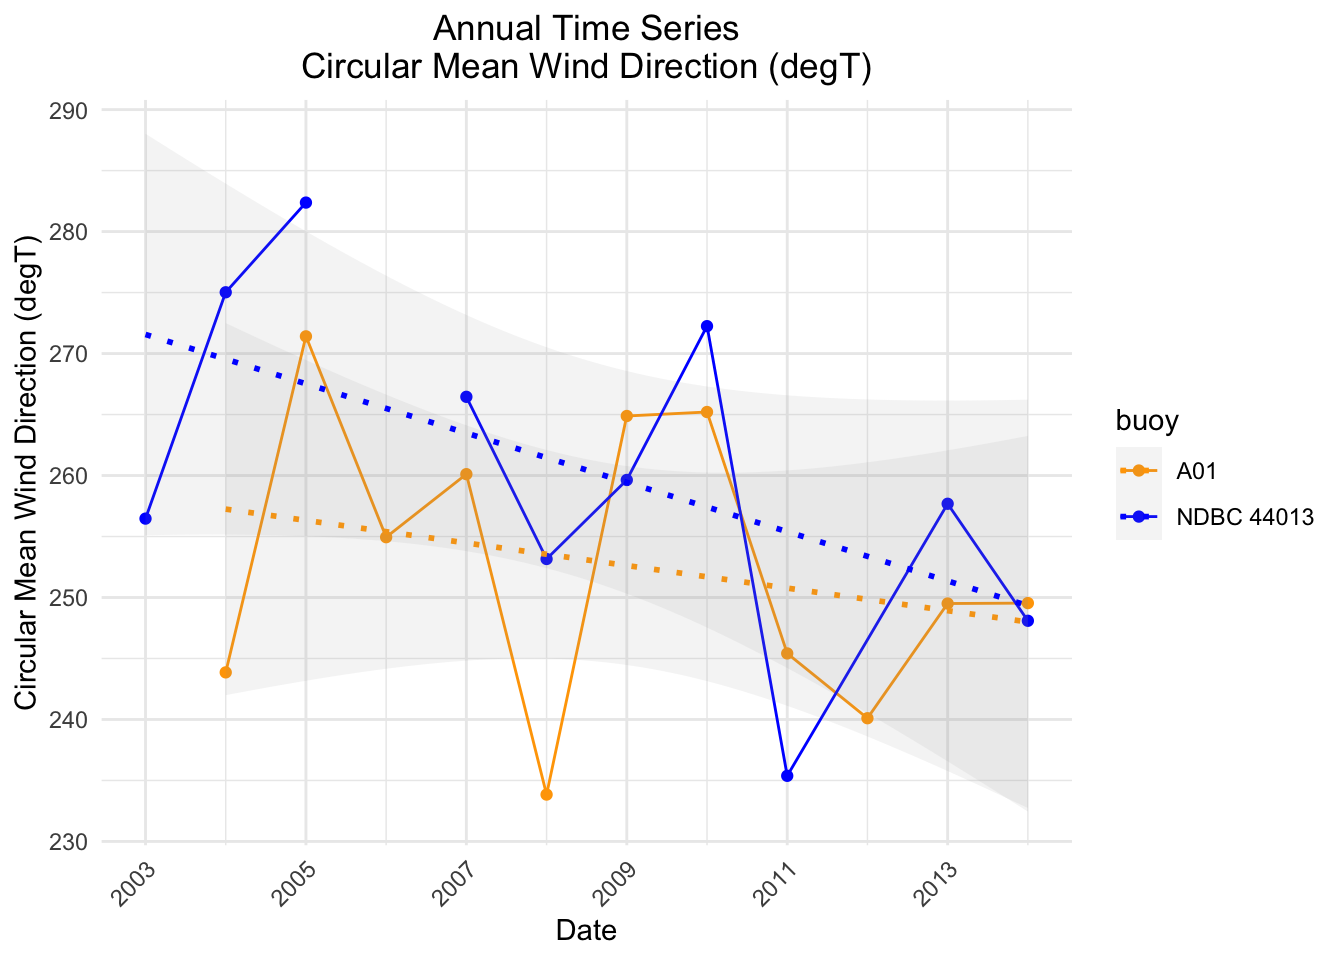 Annual Time Series
Circular Mean Wind Direction (degT)
Circular Mean Wind Direction (degT)
290
280
270
260
250
240
230
2003
2005
2007
2009
2011
2013
Date
buoy
A01
NDBC 44013